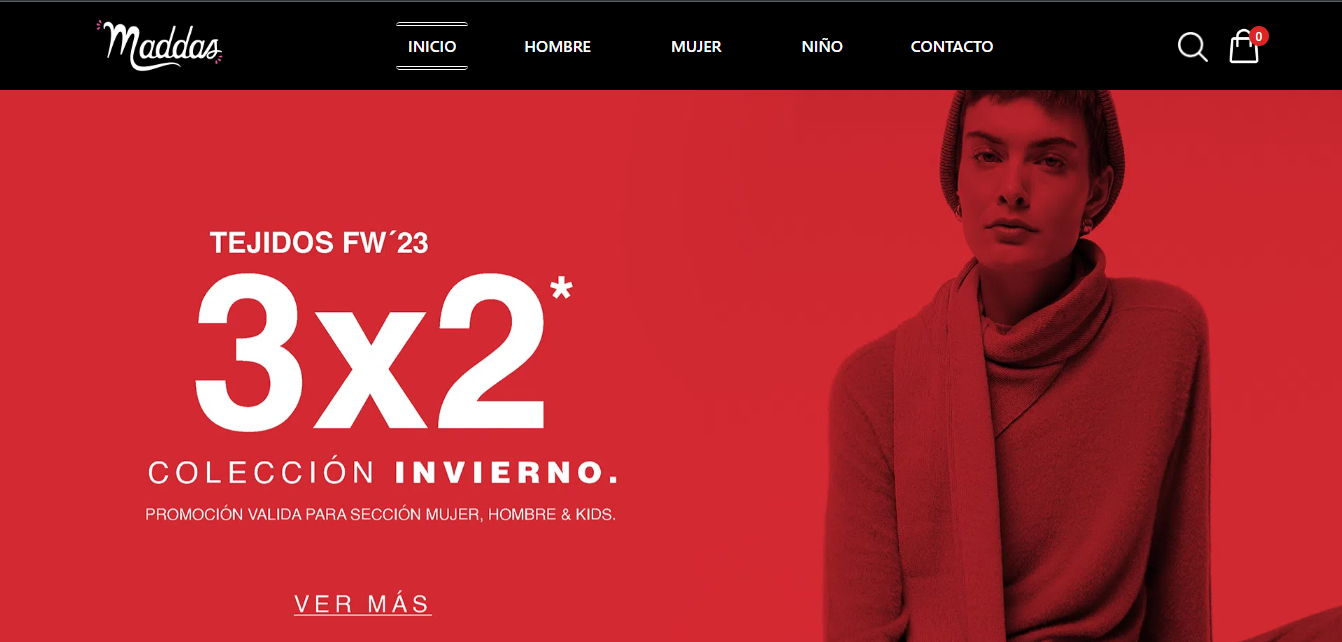 Maddas
INICIO HOMBRE MUJER NIÑO CONTACTO
0
TEJIDOS FW´23
3x2*
COLECCIÓN INVIERNO.
PROMOCIÓN VALIDA PARA SECCIÓN MUJER, HOMBRE & KIDS.
VER MÁS